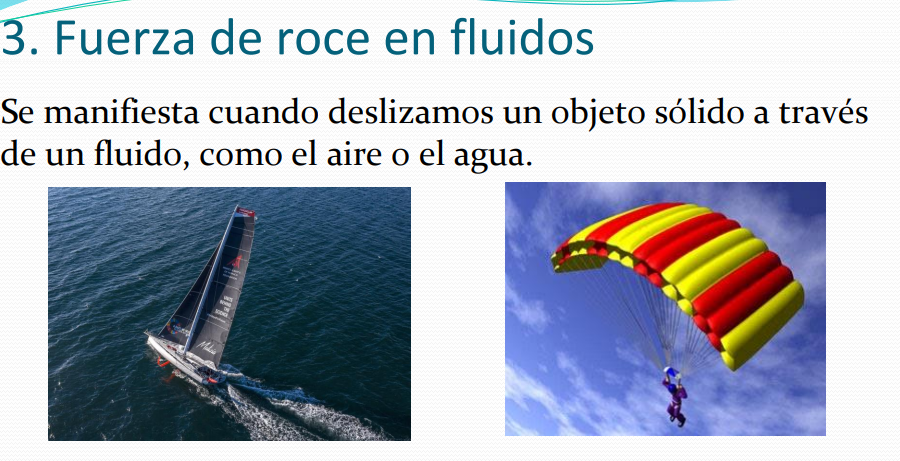 3. Fuerza de roce en fluidos
Se manifiesta cuando deslizamos un objeto sólido a través
de un fluido, como el aire o el agua.